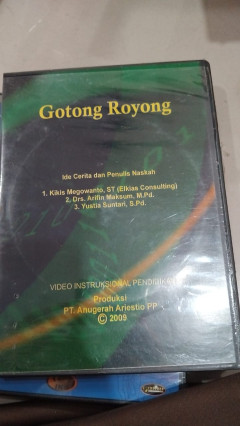 Gotong Royong
Ide Cerita dan Penulis Naskah
1. Kikis Megowanto, ST (Elkias Consulting)
2. Drs. Arifin Maksum, M.Pd.
3. Yustia Suntari, S.Pd.
VIDEO INSTRUKSIONAL PENDIDIKAN
Produksi
PT. Anugerah Ariestio PP
© 2009